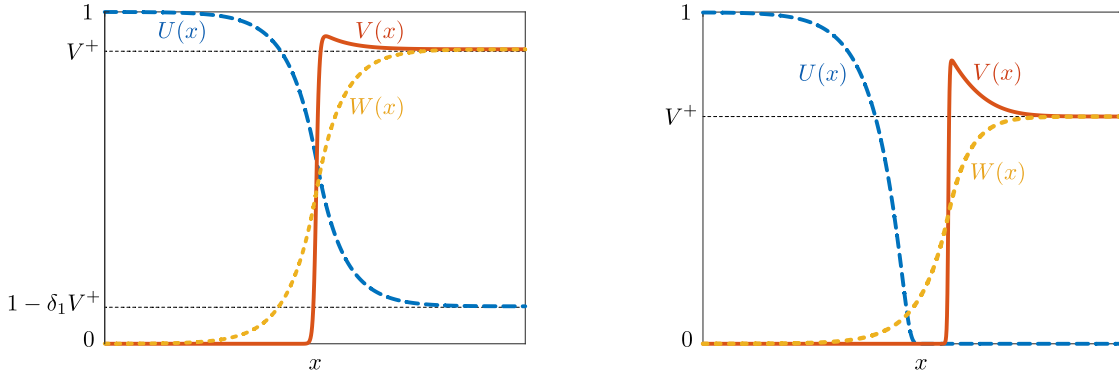 1
U(x)
V(x)
V⁺
W(x)
1 − δ₁V⁺
0
x
1
U(x)
V(x)
V⁺
W(x)
0
x